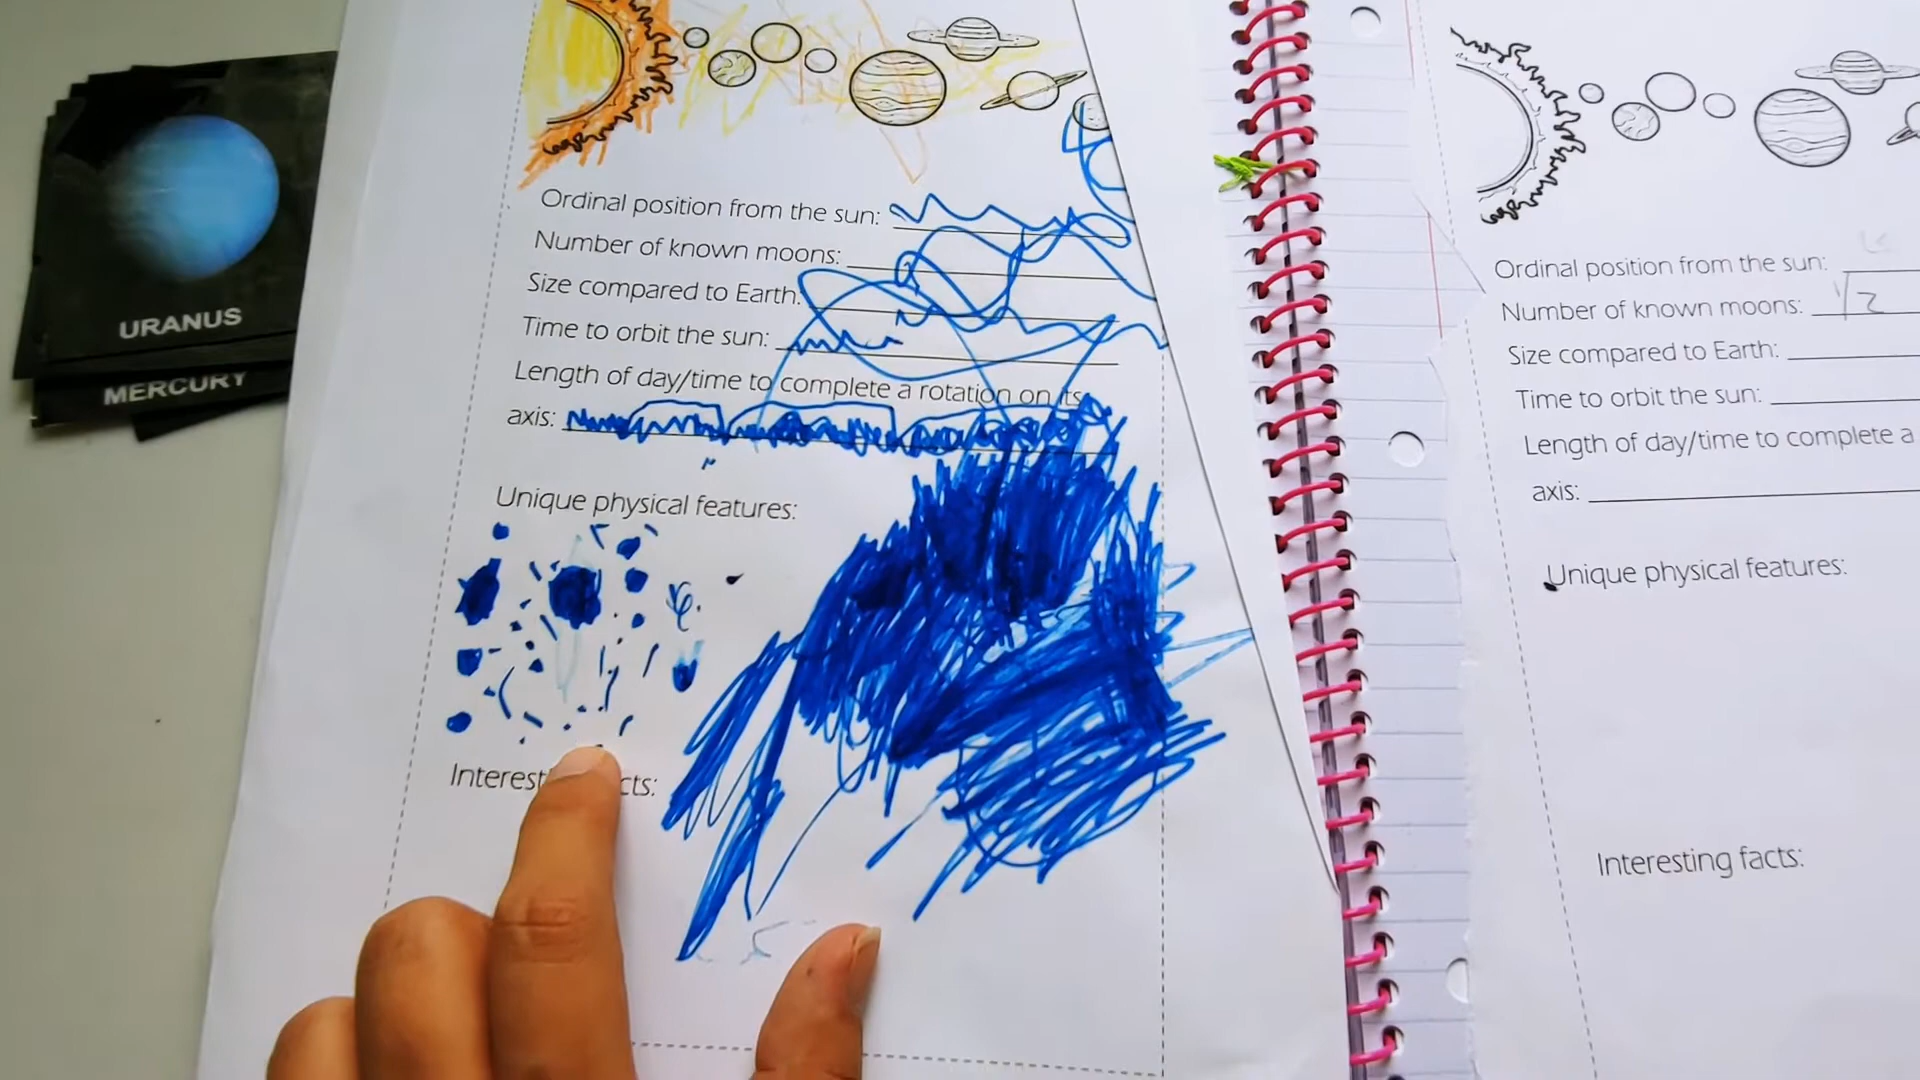 URANUS
MERCURY
Ordinal position from the sun:
Number of known moons:
Size compared to Earth:
Time to orbit the sun:
Length of day/time to complete a rotation on its
axis:
Unique physical features:
Interest cts:
Ordinal position from the sun:
Number of known moons:
Size compared to Earth:
Time to orbit the sun:
Length of day/time to complete a
axis:
Unique physical features:
Interesting facts: